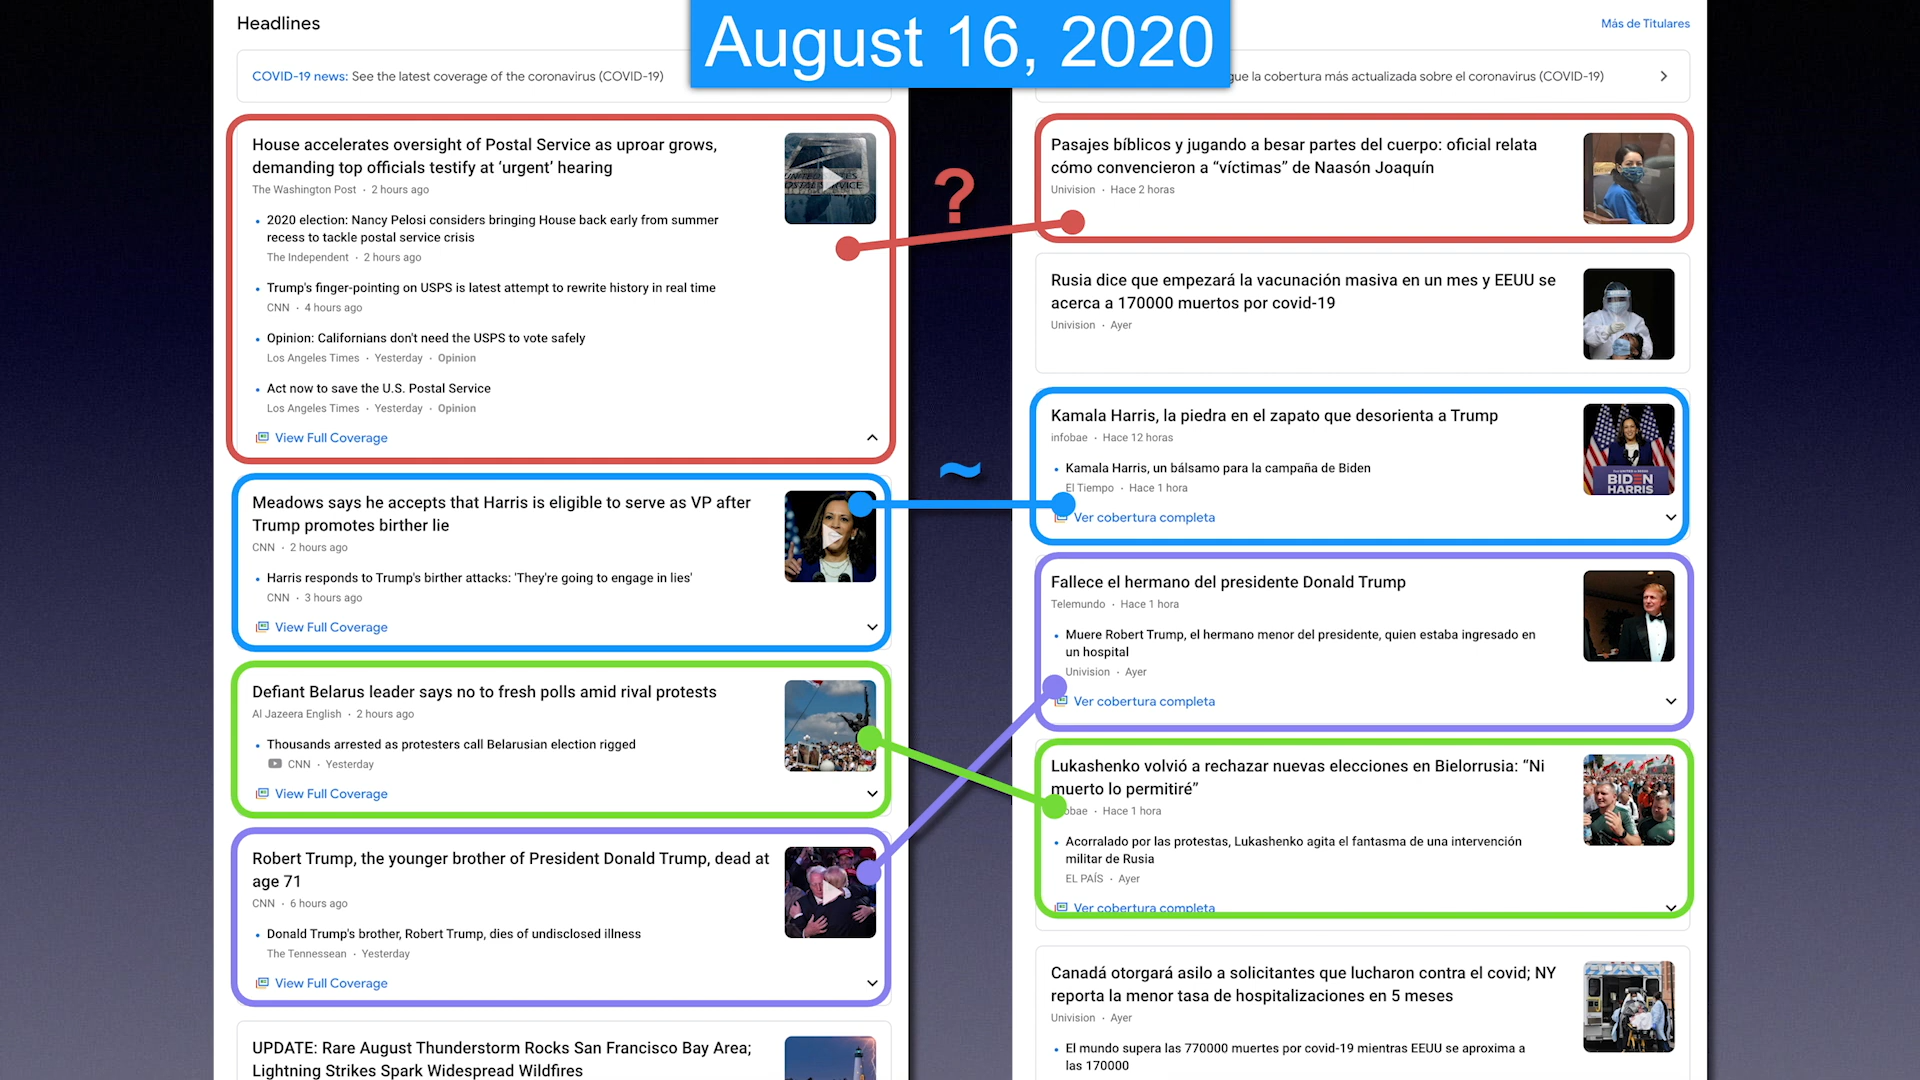 August 16, 2020
Headlines
COVID-19 news: See the latest coverage of the coronavirus (COVID-19)
House accelerates oversight of Postal Service as uproar grows,
demanding top officials testify at ‘urgent’ hearing
The Washington Post · 2 hours ago
UNITED STATES
POSTAL SERVICE
• 2020 election: Nancy Pelosi considers bringing House back early from summer
recess to tackle postal service crisis
The Independent · 2 hours ago
• Trump's finger-pointing on USPS is latest attempt to rewrite history in real time
CNN · 4 hours ago
• Opinion: Californians don't need the USPS to vote safely
Los Angeles Times · Yesterday · Opinion
• Act now to save the U.S. Postal Service
Los Angeles Times · Yesterday · Opinion
View Full Coverage
Meadows says he accepts that Harris is eligible to serve as VP after
Trump promotes birther lie
CNN · 2 hours ago
• Harris responds to Trump's birther attacks: 'They're going to engage in lies'
CNN · 3 hours ago
View Full Coverage
Defiant Belarus leader says no to fresh polls amid rival protests
Al Jazeera English · 2 hours ago
• Thousands arrested as protesters call Belarusian election rigged
CNN · Yesterday
View Full Coverage
Robert Trump, the younger brother of President Donald Trump, dead at
age 71
CNN · 6 hours ago
• Donald Trump's brother, Robert Trump, dies of undisclosed illness
The Tennessean · Yesterday
View Full Coverage
UPDATE: Rare August Thunderstorm Rocks San Francisco Bay Area;
Lightning Strikes Spark Widespread Wildfires
?
~
Más de Titulares
la cobertura más actualizada sobre el coronavirus (COVID-19)
Pasajes bíblicos y jugando a besar partes del cuerpo: oficial relata
cómo convencieron a “víctimas” de Naasón Joaquín
Univision · Hace 2 horas
Rusia dice que empezará la vacunación masiva en un mes y EEUU se
acerca a 170000 muertos por covid-19
Univision · Ayer
Kamala Harris, la piedra en el zapato que desorienta a Trump
infobae · Hace 12 horas
BIDEN
HARRIS
• Kamala Harris, un bálsamo para la campaña de Biden
El Tiempo · Hace 1 hora
Ver cobertura completa
Fallece el hermano del presidente Donald Trump
Telemundo · Hace 1 hora
• Muere Robert Trump, el hermano menor del presidente, quien estaba ingresado en
un hospital
Univision · Ayer
Ver cobertura completa
Lukashenko volvió a rechazar nuevas elecciones en Bielorrusia: “Ni
muerto lo permitiré”
obae · Hace 1 hora
• Acorralado por las protestas, Lukashenko agita el fantasma de una intervención
militar de Rusia
EL PAÍS · Ayer
Ver cobertura completa
Canadá otorgará asilo a solicitantes que lucharon contra el covid; NY
reporta la menor tasa de hospitalizaciones en 5 meses
Univision · Ayer
• El mundo supera las 770000 muertes por covid-19 mientras EEUU se aproxima a
las 170000